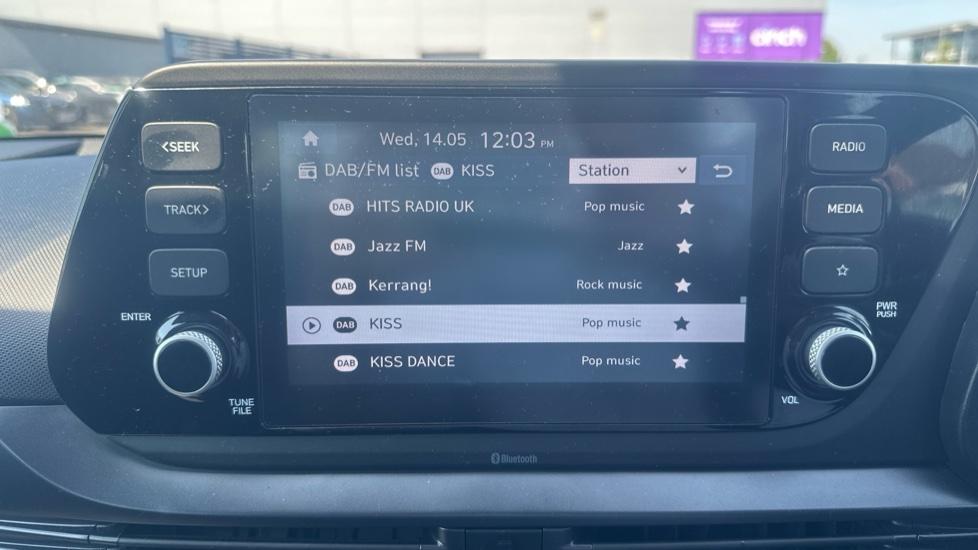 cinch
Wed, 14.05 12:03 PM
DAB/FM list DAB KISS Station
DAB HITS RADIO UK Pop music
DAB Jazz FM Jazz
DAB Kerrang! Rock music
DAB KISS Pop music
DAB KISS DANCE Pop music
<SEEK
TRACK>
SETUP
ENTER
TUNE
FILE
RADIO
MEDIA
PWR
PUSH
VOL
Bluetooth